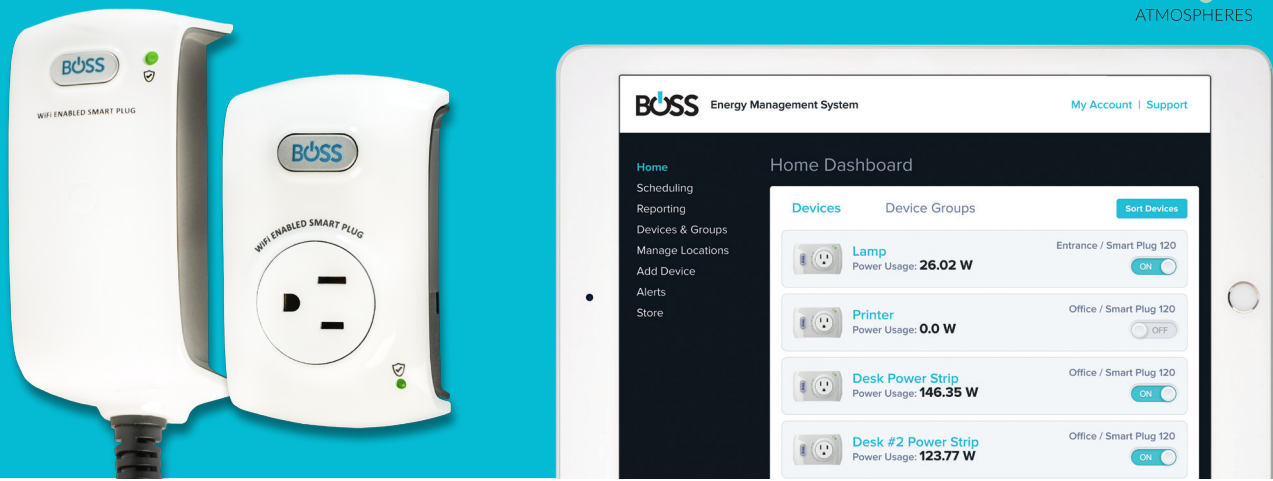 ATMOSPHERES
BOSS
WiFi ENABLED SMART PLUG
BOSS
WiFi ENABLED SMART PLUG
BOSS Energy Management System
My Account | Support
Home
Scheduling
Reporting
Devices & Groups
Manage Locations
Add Device
Alerts
Store
Home Dashboard
Devices
Device Groups
Sort Devices
Lamp
Power Usage: 26.02 W
Entrance / Smart Plug 120
ON
Printer
Power Usage: 0.0 W
Office / Smart Plug 120
OFF
Desk Power Strip
Power Usage: 146.35 W
Office / Smart Plug 120
ON
Desk #2 Power Strip
Power Usage: 123.77 W
Office / Smart Plug 120
ON